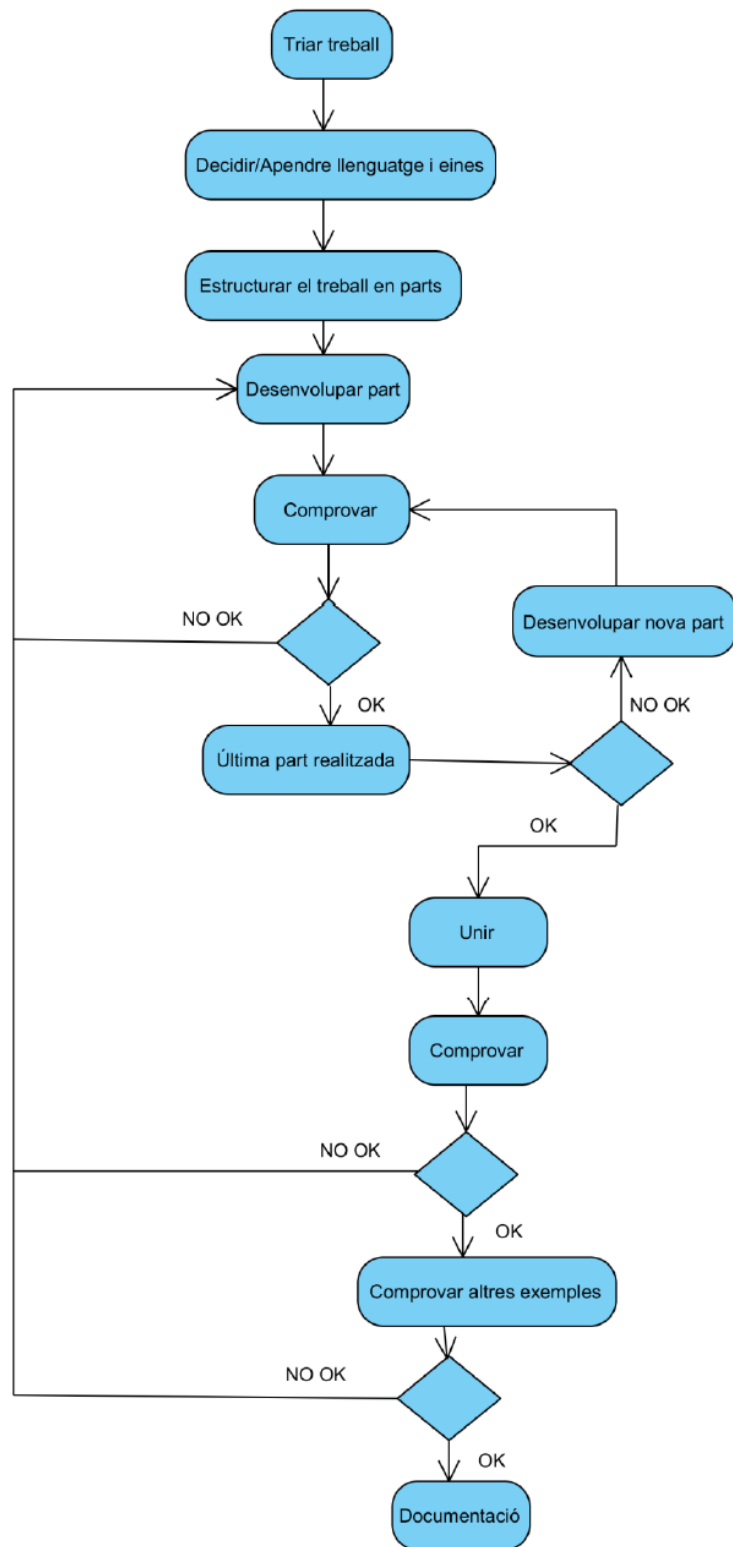 Triar treball
Decidir/Apendre llenguatge i eines
Estructurar el treball en parts
Desenvolupar part
Comprovar
NO OK
Desenvolupar nova part
OK
NO OK
Última part realitzada
OK
Unir
Comprovar
NO OK
OK
Comprovar altres exemples
NO OK
OK
Documentació